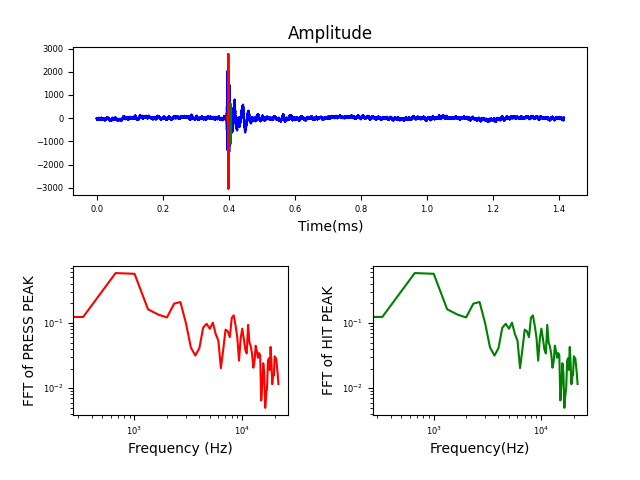 Amplitude
3000
2000
1000
0
−1000
−2000
−3000
0.0 0.2 0.4 0.6 0.8 1.0 1.2 1.4
Time(ms)
FFT of PRESS PEAK
10⁻¹
10⁻²
10³ 10⁴
Frequency (Hz)
FFT of HIT PEAK
10⁻¹
10⁻²
10³ 10⁴
Frequency(Hz)